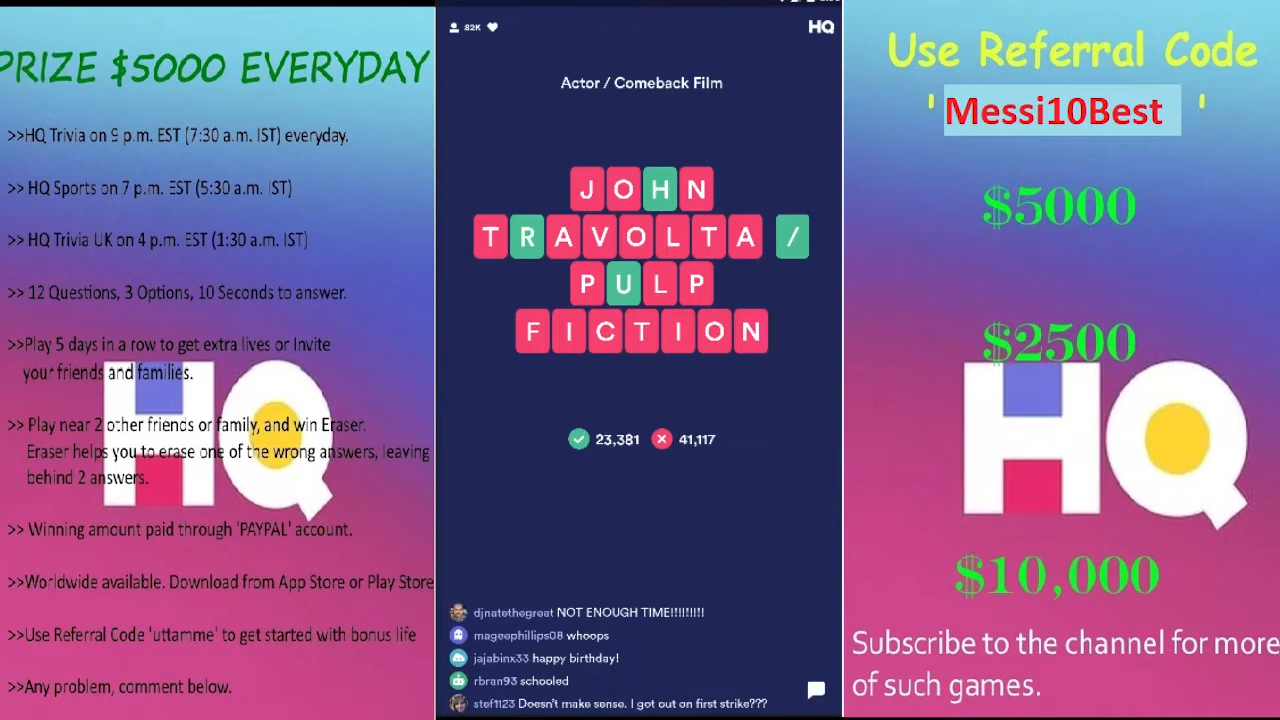 PRIZE $5000 EVERYDAY
>>HQ Trivia on 9 p.m. EST (7:30 a.m. IST) everyday.
>> HQ Sports on 7 p.m. EST (5:30 a.m. IST)
>> HQ Trivia UK on 4 p.m. EST (1:30 a.m. IST)
>> 12 Questions, 3 Options, 10 Seconds to answer.
>>Play 5 days in a row to get extra lives or Invite
your friends and families.
>> Play near 2 other friends or family, and win Eraser.
Eraser helps you to erase one of the wrong answers, leaving
behind 2 answers.
>> Winning amount paid through 'PAYPAL' account.
>>Worldwide available. Download from App Store or Play Store
>>Use Referral Code 'uttamme' to get started with bonus life
>>Any problem, comment below.
HQ
82K
HQ
Actor / Comeback Film
JOHN
TRAVOLTA /
PULP
FICTION
23,381 41,117
djnatethegreat NOT ENOUGH TIME!!!!!!!!!
mageephillips08 whoops
jajabinx33 happy birthday!
rbran93 schooled
stef1123 Doesn't make sense. I got out on first strike???
Use Referral Code
' Messi10Best '
$5000
$2500
HQ
$10,000
Subscribe to the channel for more
of such games.